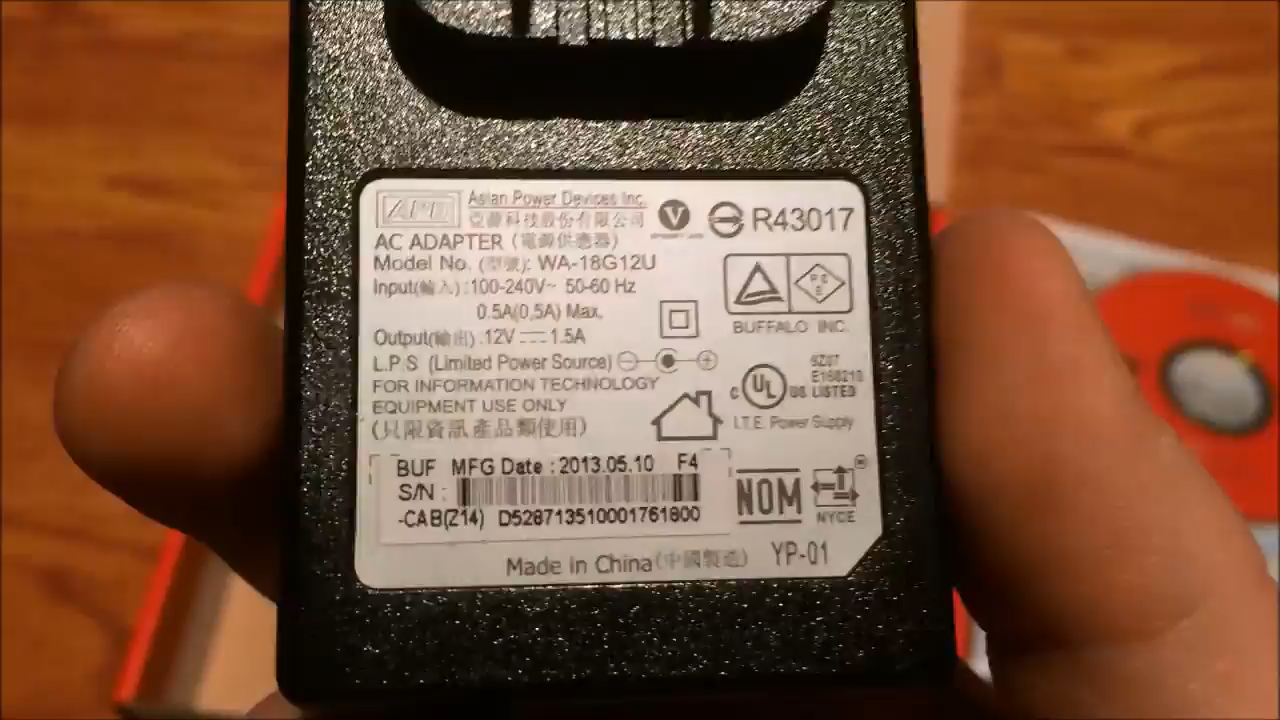 APD Asian Power Devices Inc.
亞源科技股份有限公司
V R43017
AC ADAPTER (電源供應器)
Model No. (型號): WA-18G12U
Input(輸入):100-240V~ 50-60 Hz
0.5A(0,5A) Max.
Output(輸出):12V⎓1.5A
BUFFALO INC.
L.P.S (Limited Power Source)
FOR INFORMATION TECHNOLOGY
EQUIPMENT USE ONLY
(只限資訊產品類使用)
C UL US LISTED
E168210
I.T.E. Power Supply
BUF MFG Date : 2013.05.10 F4
S/N :
-CAB(Z14) D528713510001761800
NOM
NYCE
Made in China(中國製造) YP-01